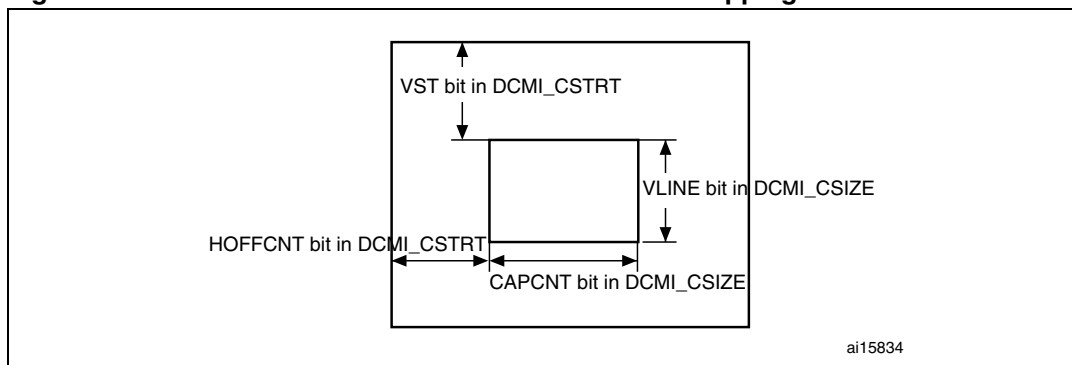 VST bit in DCMI_CSTRT
VLINE bit in DCMI_CSIZE
HOFFCNT bit in DCMI_CSTRT
CAPCNT bit in DCMI_CSIZE
ai15834